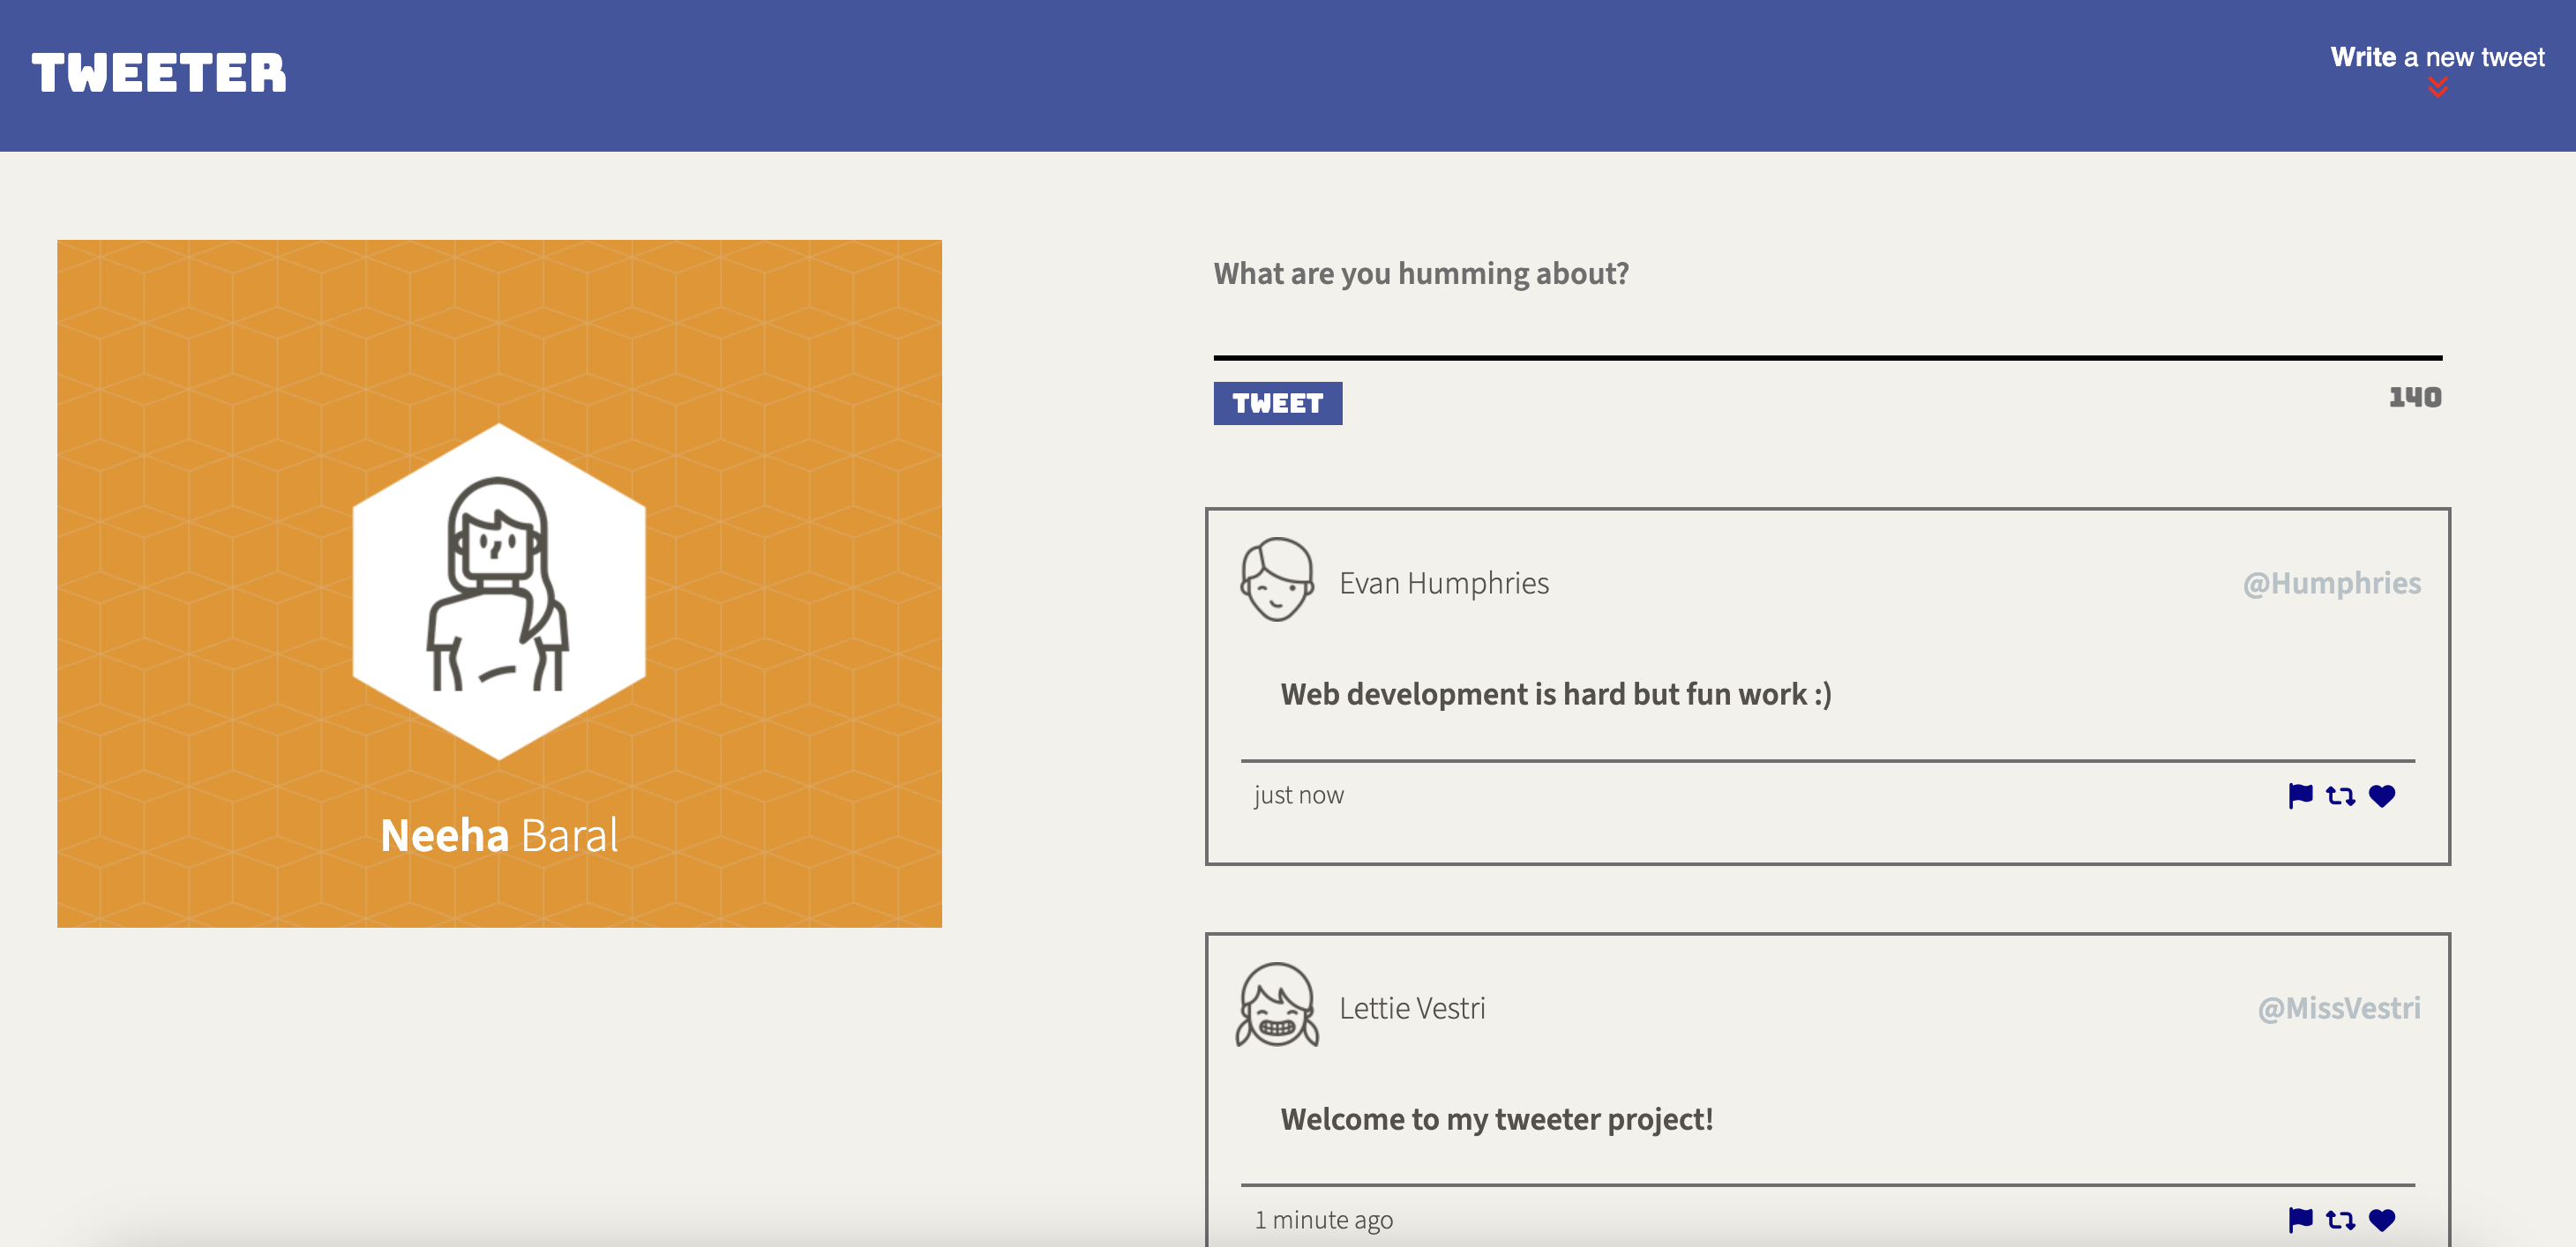 TWEETER
Write a new tweet
Neeha Baral
What are you humming about?
TWEET
140
Evan Humphries
@Humphries
Web development is hard but fun work :)
just now
Lettie Vestri
@MissVestri
Welcome to my tweeter project!
1 minute ago